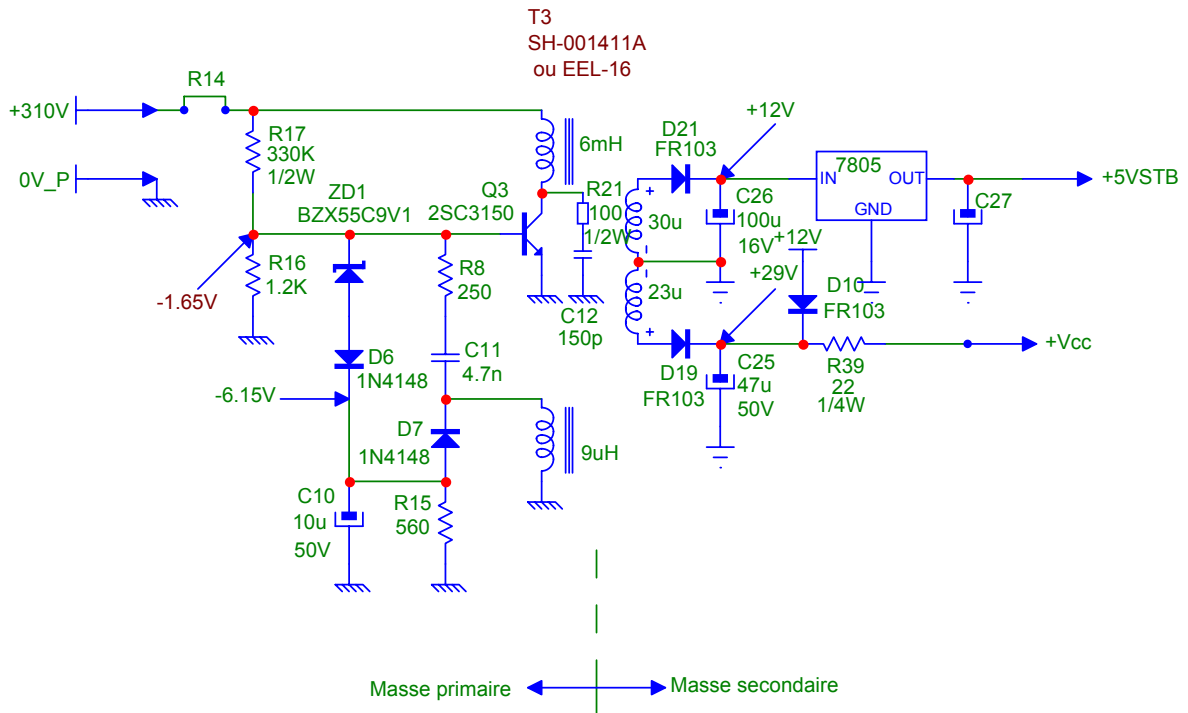 T3
SH-001411A
ou EEL-16
R14
+310V
R17
330K
1/2W
0V_P
6mH
D21
FR103
+12V
7805
IN
OUT
GND
+5VSTB
ZD1
BZX55C9V1
Q3
2SC3150
R21
100
1/2W
30u
C26
100u
16V
C27
+12V
R16
1.2K
-1.65V
R8
250
C12
150p
23u
+29V
D10
FR103
+Vcc
D6
1N4148
C11
4.7n
D19
FR103
C25
47u
50V
R39
22
1/4W
-6.15V
D7
1N4148
9uH
C10
10u
50V
R15
560
Masse primaire
Masse secondaire